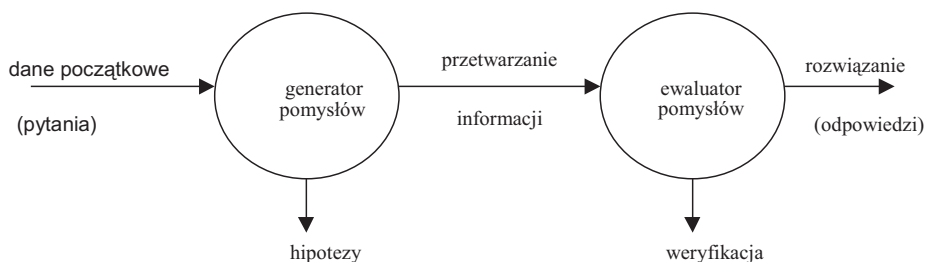 dane początkowe
(pytania)
generator
pomysłów
przetwarzanie
informacji
ewaluator
pomysłów
rozwiązanie
(odpowiedzi)
hipotezy
weryfikacja